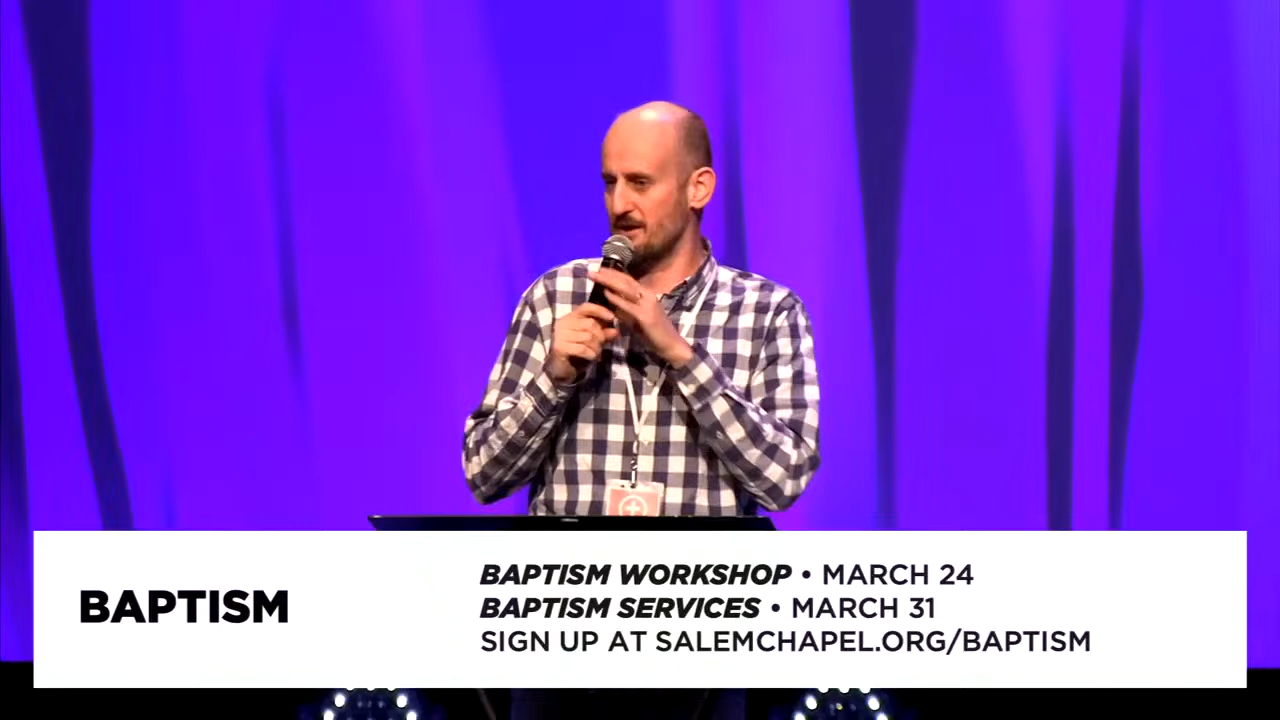 BAPTISM
BAPTISM WORKSHOP • MARCH 24
BAPTISM SERVICES • MARCH 31
SIGN UP AT SALEMCHAPEL.ORG/BAPTISM